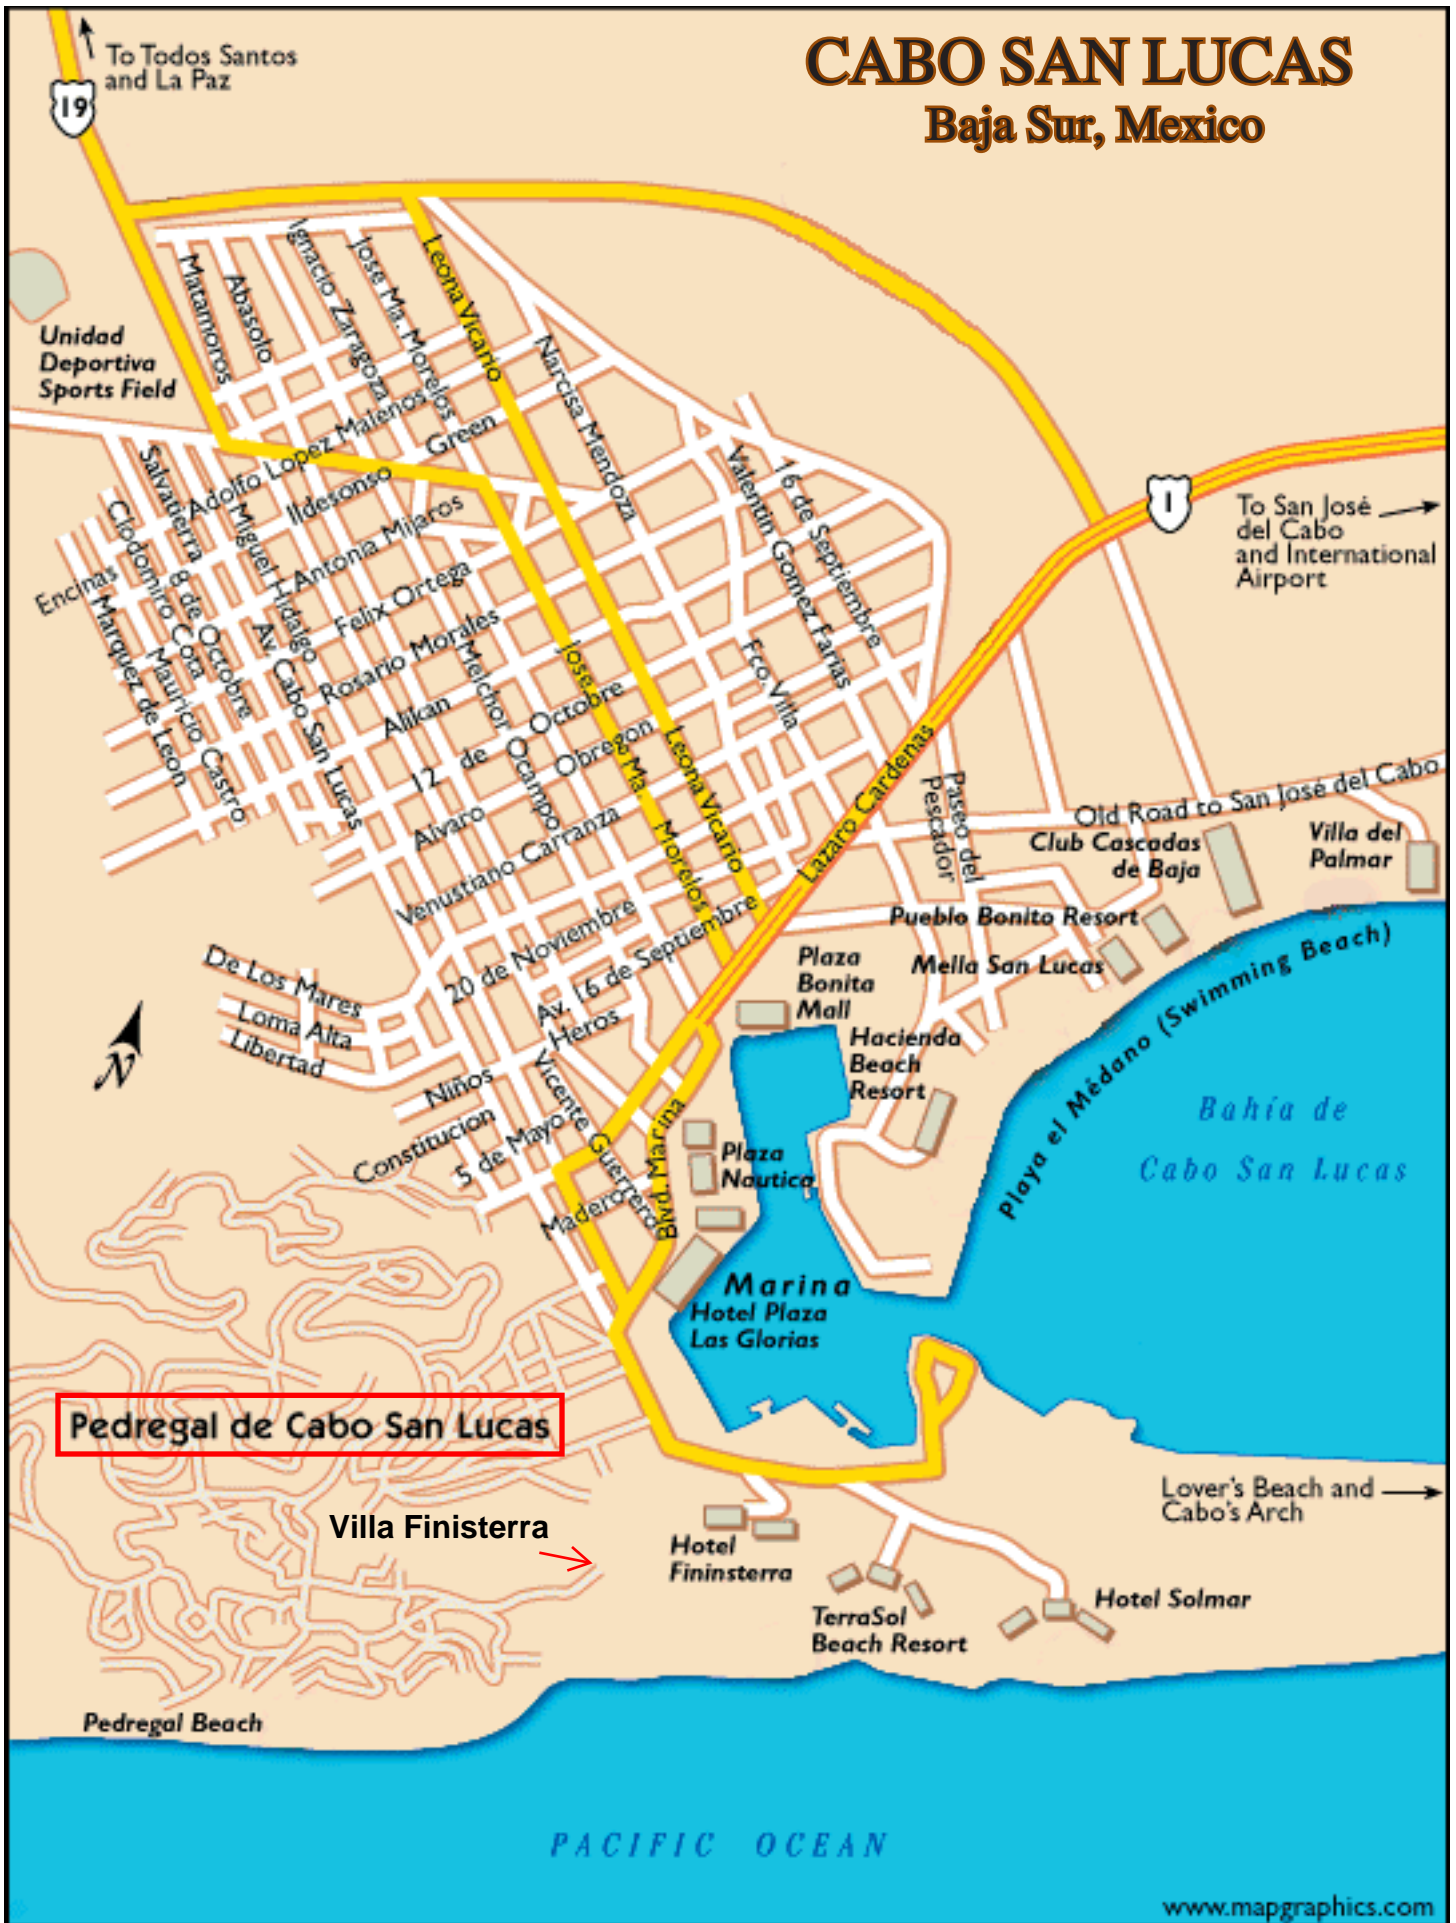 CABO SAN LUCAS
Baja Sur, Mexico
To Todos Santos
and La Paz
19
Unidad
Deportiva
Sports Field
Matamoros
Abasolo
Ignacio Zaragoza
Jose Ma. Morelos
Leona Vicario
Narcisa Mendoza
Valentin Gomez Farias
16 de Septiembre
1
To San José
del Cabo
and International
Airport
Adolfo Lopez Malenos
Green
Ildesonso
Antonia Mijaros
Felix Ortega
Rosario Morales
Alikan
12 de Octobre
Alvaro Obregon
Venustiano Carranza
20 de Noviembre
Av. 16 de Septiembre
Niños Heros
Constitucion
5 de Mayo
Madero
Encinas
Salvatierra
Clodomiro Cota
8 de Octobre
Miguel Hidalgo
Av. Cabo San Lucas
Marquez de Leon
Mauricio Castro
Melchor Ocampo
Jose Ma. Morelos
Leona Vicario
Fco. Villa
Lazaro Cardenas
Paseo del
Pescador
Old Road to San José del Cabo
Club Cascadas
de Baja
Villa del
Palmar
Pueblo Bonito Resort
Mella San Lucas
Plaza
Bonita
Mall
Hacienda
Beach
Resort
Playa el Médano (Swimming Beach)
De Los Mares
Loma Alta
Libertad
N
Vicente Guerrero
Blvd. Marcina
Plaza
Nautica
Bahía de
Cabo San Lucas
Marina
Hotel Plaza
Las Glorias
Pedregal de Cabo San Lucas
Villa Finisterra
Lover's Beach and
Cabo's Arch
Hotel
Fininsterra
TerraSol
Beach Resort
Hotel Solmar
Pedregal Beach
PACIFIC OCEAN
www.mapgraphics.com